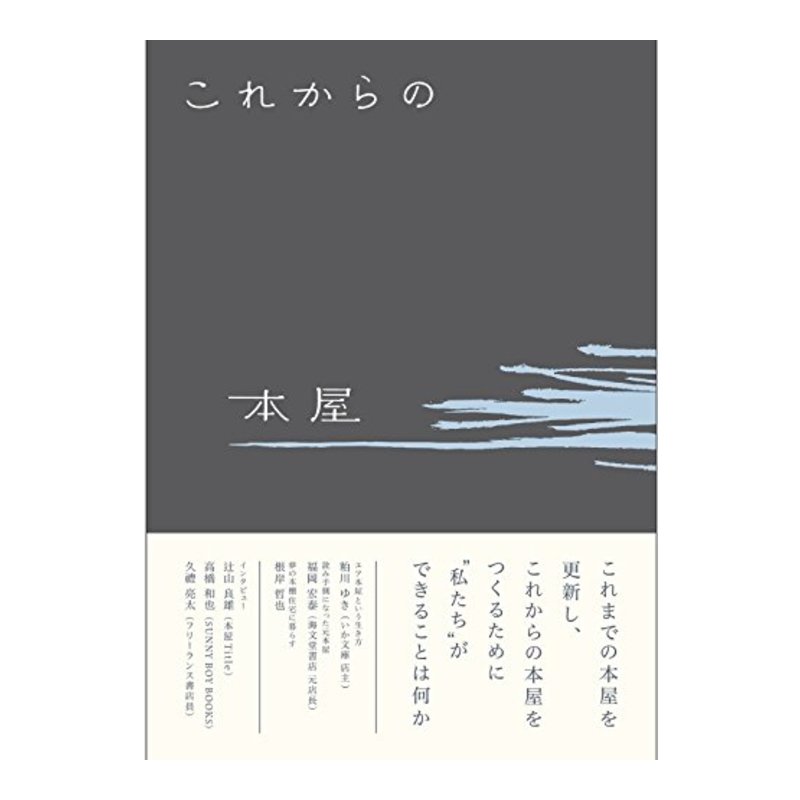 これからの
本屋
これまでの本屋を
更新し、
これからの本屋を
つくるために
“私たち”が
できることは何か
エア本屋という生き方
粕川 ゆき（いか文庫 店主）
読み手側になった元本屋
福岡 宏泰（海文堂書店 元店長）
夢の本棚住宅に暮らす
根岸 哲也
インタビュー
辻山 良雄（本屋 Title）
高橋 和也（SUNNY BOY BOOKS）
久禮 亮太（フリーランス書店員）